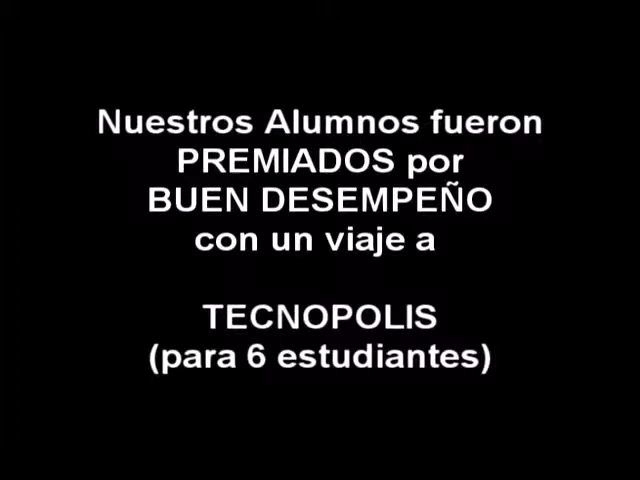 Nuestros Alumnos fueron
PREMIADOS por
BUEN DESEMPEÑO
con un viaje a
TECNOPOLIS
(para 6 estudiantes)